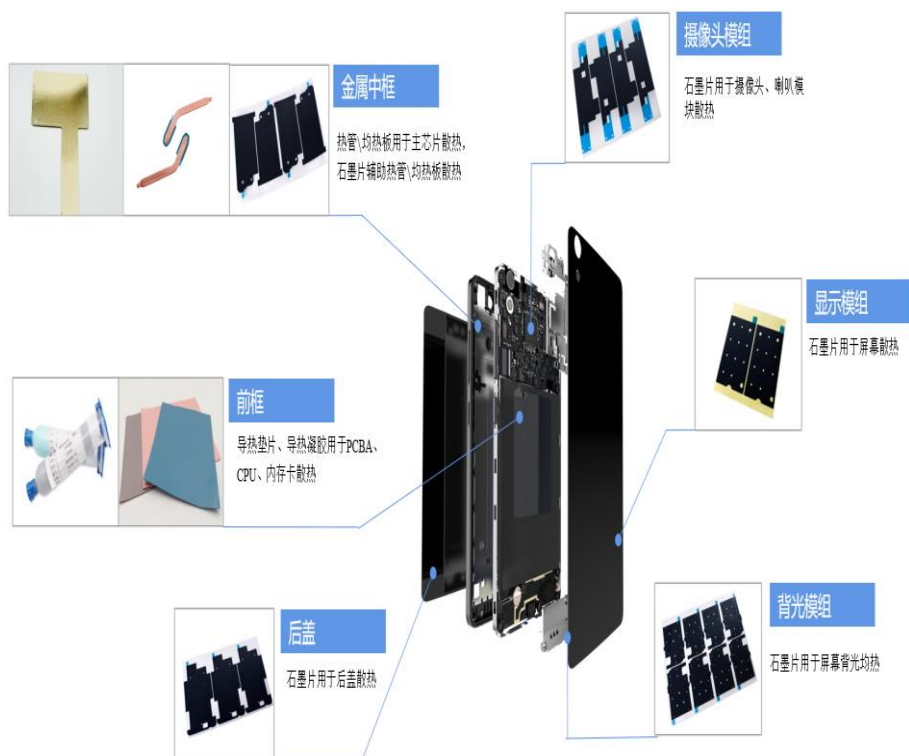 摄像头模组
石墨片用于摄像头、喇叭模
块散热
金属中框
热管\均热板用于主芯片散热，
石墨片辅助热管\均热板散热
显示模组
石墨片用于屏幕散热
前框
导热垫片、导热凝胶用于PCBA、
CPU、内存卡散热
后盖
石墨片用于后盖散热
背光模组
石墨片用于屏幕背光均热